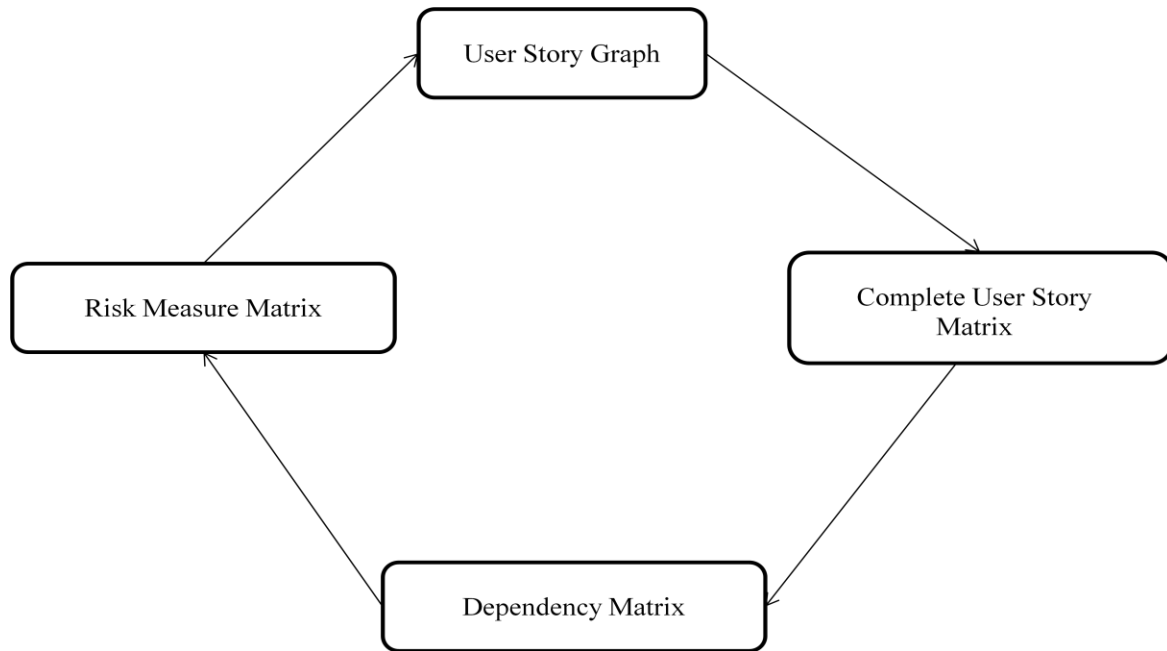 User Story Graph
Risk Measure Matrix
Complete User Story
Matrix
Dependency Matrix